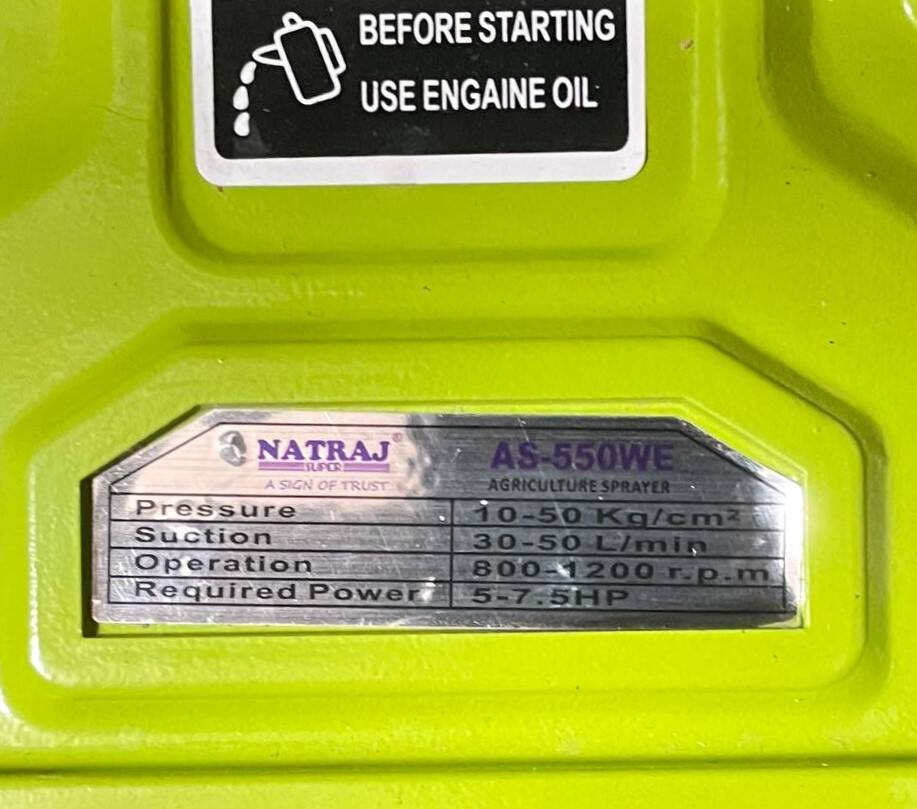 BEFORE STARTING
USE ENGAINE OIL
NATRAJ®
SUPER
A SIGN OF TRUST
AS-550WE
AGRICULTURE SPRAYER
Pressure 10-50 Kg/cm²
Suction 30-50 L/min
Operation 800-1200 r.p.m
Required Power 5-7.5HP